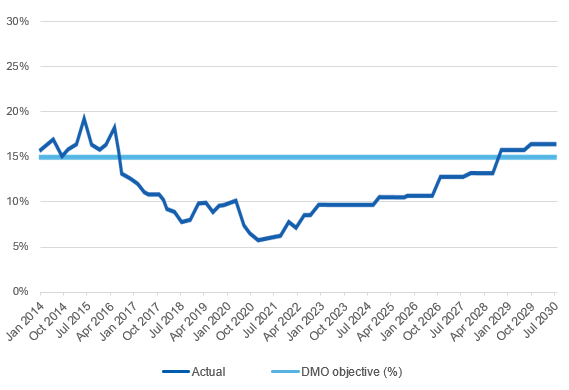 30%
25%
20%
15%
10%
5%
0%
Jan 2014
Oct 2014
Jul 2015
Apr 2016
Jan 2017
Oct 2017
Jul 2018
Apr 2019
Jan 2020
Oct 2020
Jul 2021
Apr 2022
Jan 2023
Oct 2023
Jul 2024
Apr 2025
Jan 2026
Oct 2026
Jul 2027
Apr 2028
Jan 2029
Oct 2029
Jul 2030
Actual DMO objective (%)